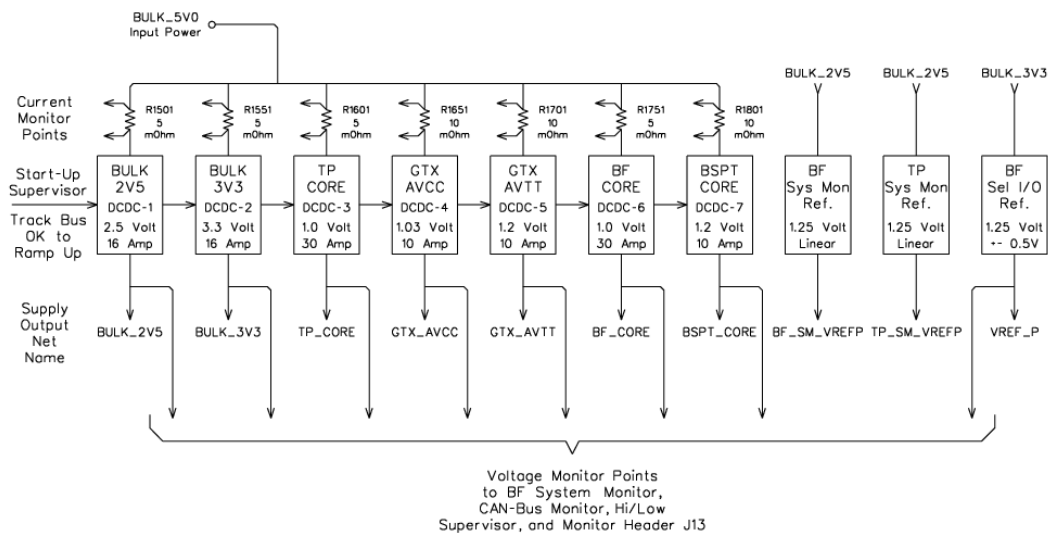 BULK_5V0
Input Power
BULK_2V5
BULK_2V5
BULK_3V3
Current
Monitor
Points
R1501
5
mOhm
R1551
5
mOhm
R1601
5
mOhm
R1651
10
mOhm
R1701
10
mOhm
R1751
5
mOhm
R1801
10
mOhm
Start-Up
Supervisor
Track Bus
OK to
Ramp Up
BULK
2V5
DCDC-1
2.5 Volt
16 Amp
BULK
3V3
DCDC-2
3.3 Volt
16 Amp
TP
CORE
DCDC-3
1.0 Volt
30 Amp
GTX
AVCC
DCDC-4
1.03 Volt
10 Amp
GTX
AVTT
DCDC-5
1.2 Volt
10 Amp
BF
CORE
DCDC-6
1.0 Volt
30 Amp
BSPT
CORE
DCDC-7
1.2 Volt
10 Amp
BF
Sys Mon
Ref.
1.25 Volt
Linear
TP
Sys Mon
Ref.
1.25 Volt
Linear
BF
Sel I/O
Ref.
1.25 Volt
+- 0.5V
Supply
Output
Net
Name
BULK_2V5
BULK_3V3
TP_CORE
GTX_AVCC
GTX_AVTT
BF_CORE
BSPT_CORE
BF_SM_VREFP
TP_SM_VREFP
VREF_P
Voltage Monitor Points
to BF System Monitor,
CAN-Bus Monitor, Hi/Low
Supervisor, and Monitor Header J13